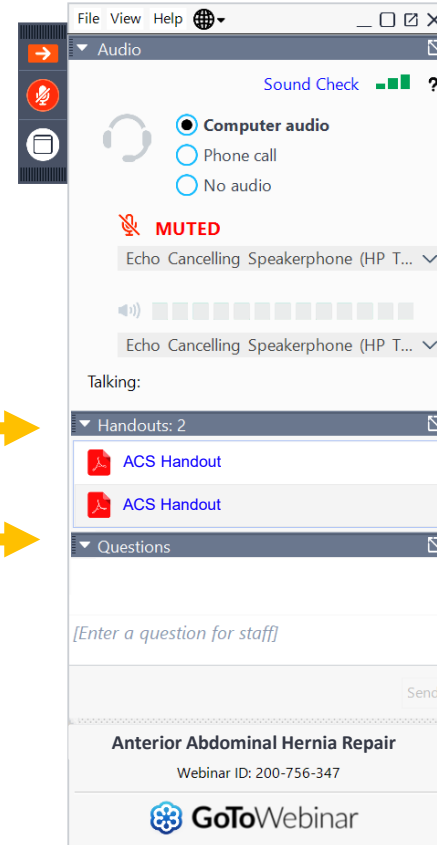 File View Help
Audio
Sound Check ?
Computer audio
Phone call
No audio
MUTED
Echo Cancelling Speakerphone (HP T...
Echo Cancelling Speakerphone (HP T...
Talking:
Handouts: 2
ACS Handout
ACS Handout
Questions
[Enter a question for staff]
Send
Anterior Abdominal Hernia Repair
Webinar ID: 200-756-347
GoToWebinar